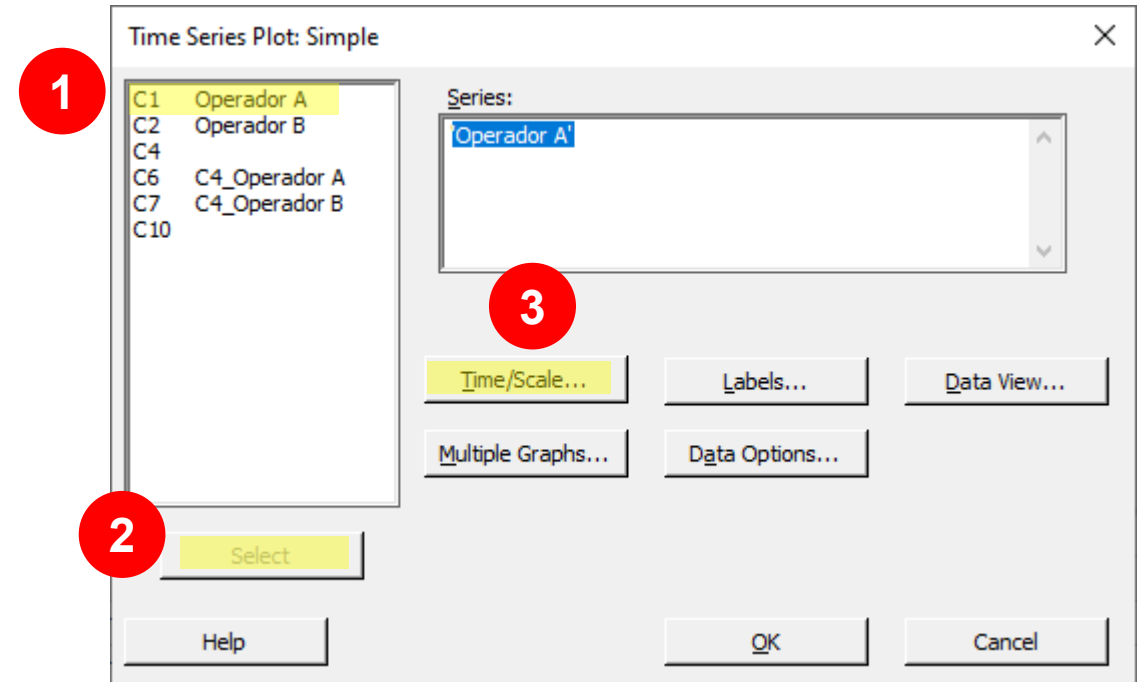 Time Series Plot: Simple
1
C1 Operador A
C2 Operador B
C4
C6 C4_Operador A
C7 C4_Operador B
C10
Series:
'Operador A'
3
Time/Scale...
Labels...
Data View...
Multiple Graphs...
Data Options...
2
Select
Help
OK
Cancel